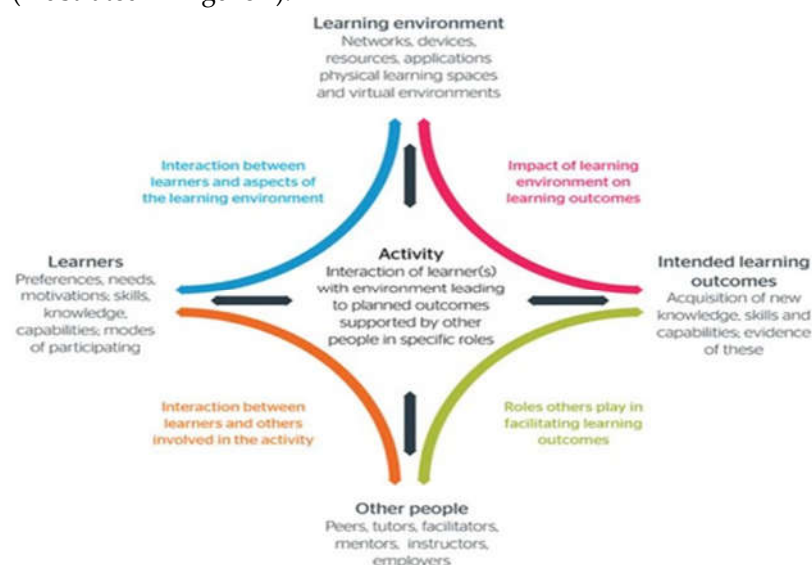 Learning environment
Networks, devices,
resources, applications
physical learning spaces
and virtual environments
Interaction between
learners and aspects of
the learning environment
Impact of learning
environment on
learning outcomes
Learners
Preferences, needs,
motivations; skills,
knowledge,
capabilities; modes
of participating
Activity
Interaction of learner(s)
with environment leading
to planned outcomes
supported by other
people in specific roles
Intended learning
outcomes
Acquisition of new
knowledge, skills and
capabilities; evidence
of these
Interaction between
learners and others
involved in the activity
Roles others play in
facilitating learning
outcomes
Other people
Peers, tutors, facilitators,
mentors, instructors,
employers